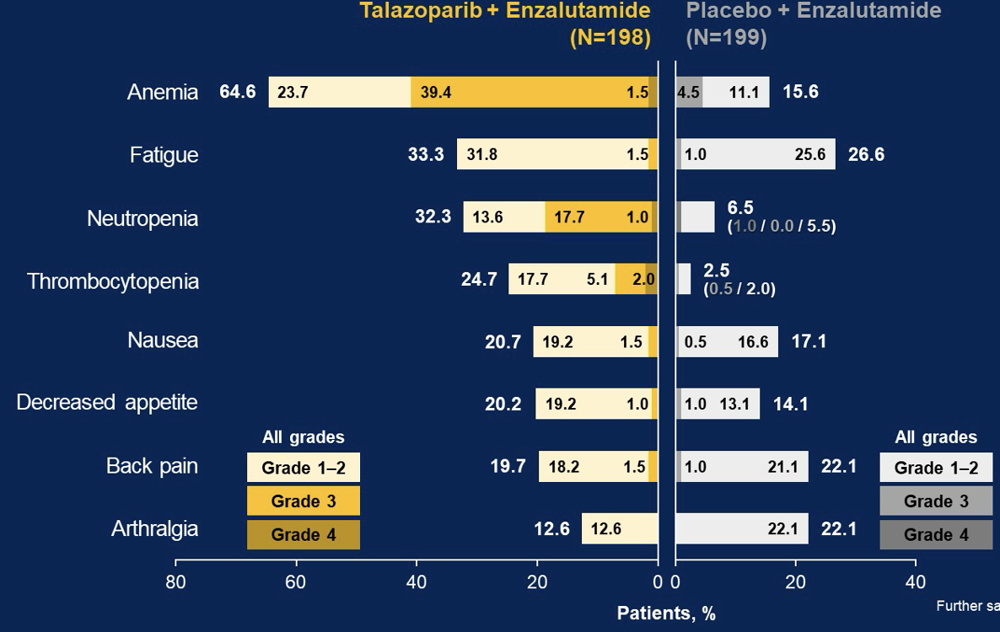 Talazoparib + Enzalutamide
(N=198)
Placebo + Enzalutamide
(N=199)
Anemia 64.6 23.7 39.4 1.5 4.5 11.1 15.6
Fatigue 33.3 31.8 1.5 1.0 25.6 26.6
Neutropenia 32.3 13.6 17.7 1.0 6.5
(1.0 / 0.0 / 5.5)
Thrombocytopenia 24.7 17.7 5.1 2.0 2.5
(0.5 / 2.0)
Nausea 20.7 19.2 1.5 0.5 16.6 17.1
Decreased appetite 20.2 19.2 1.0 1.0 13.1 14.1
Back pain 19.7 18.2 1.5 1.0 21.1 22.1
Arthralgia 12.6 12.6 22.1 22.1
All grades
Grade 1–2
Grade 3
Grade 4
All grades
Grade 1–2
Grade 3
Grade 4
80 60 40 20 0 0 20 40
Patients, %
Further sa